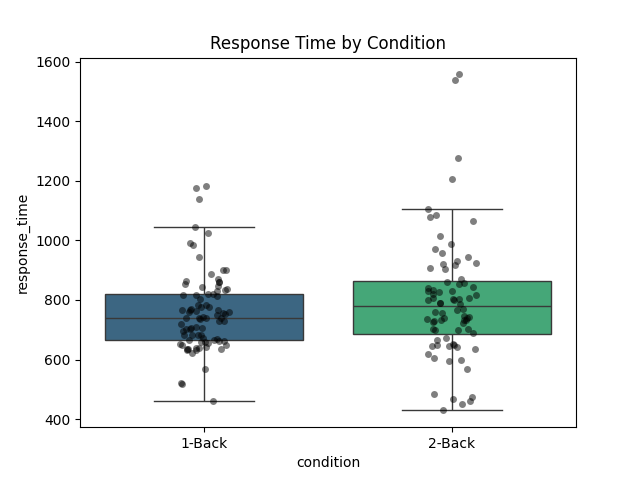 Response Time by Condition
1600
1400
1200
1000
800
600
400
response_time
1-Back
2-Back
condition